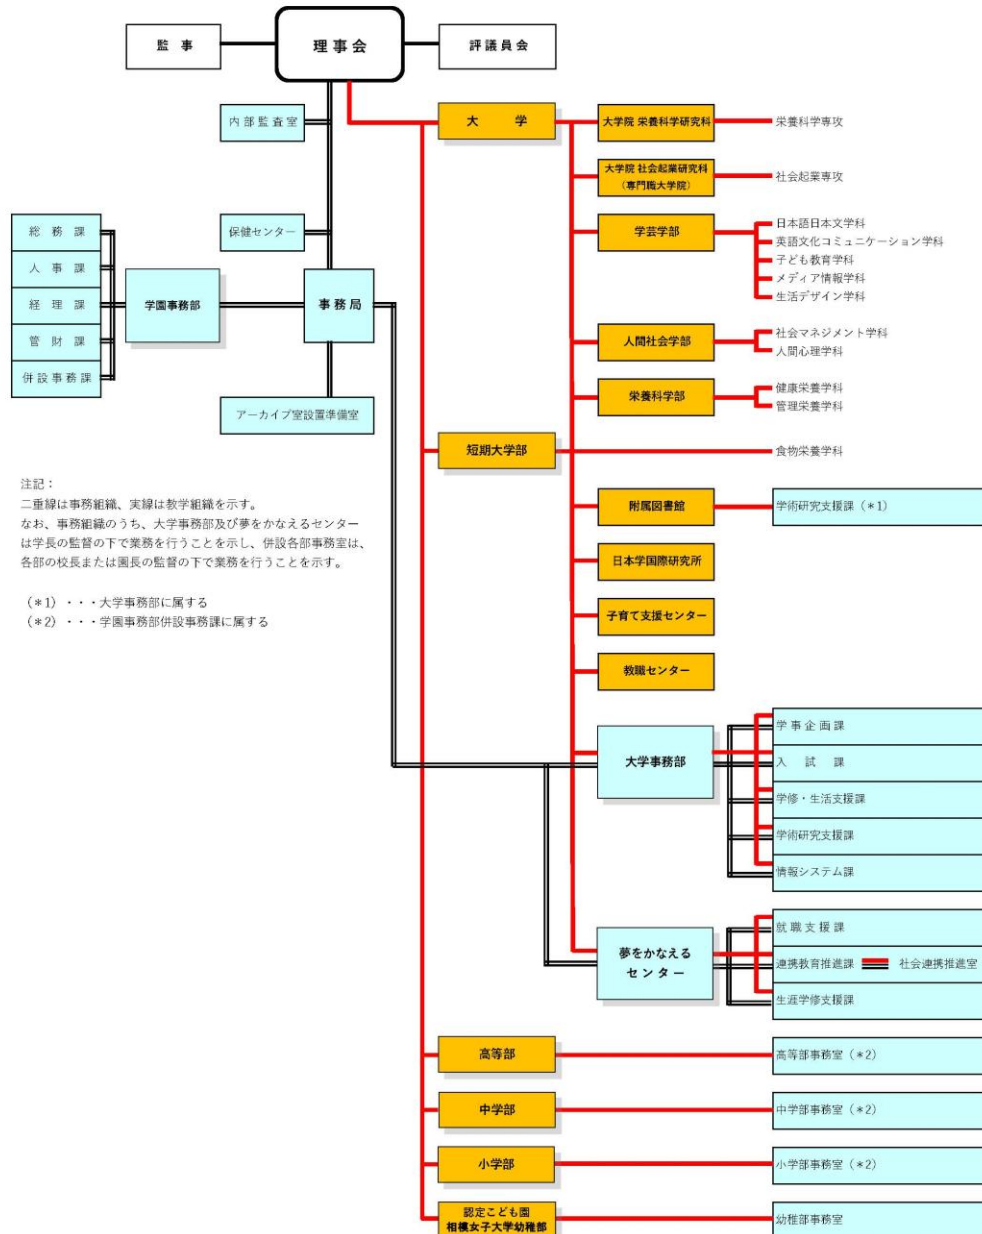 監事
理事会
評議員会
内部監査室
大学
大学院 栄養科学研究科
栄養科学専攻
大学院 社会起業研究科
（専門職大学院）
社会起業専攻
総務課
人事課
経理課
管財課
併設事務課
学園事務部
保健センター
事務局
アーカイブ室設置準備室
学芸学部
日本語日本文学科
英語文化コミュニケーション学科
子ども教育学科
メディア情報学科
生活デザイン学科
人間社会学部
社会マネジメント学科
人間心理学科
栄養科学部
健康栄養学科
管理栄養学科
短期大学部
食物栄養学科
注記：
二重線は事務組織、実線は教学組織を示す。
なお、事務組織のうち、大学事務部及び夢をかなえるセンター
は学長の監督の下で業務を行うことを示し、併設各部事務室は、
各部の校長または園長の監督の下で業務を行うことを示す。
（＊1）・・・大学事務部に属する
（＊2）・・・学園事務部併設事務課に属する
附属図書館
学術研究支援課（＊1）
日本学国際研究所
子育て支援センター
教職センター
大学事務部
学事企画課
入試課
学修・生活支援課
学術研究支援課
情報システム課
夢をかなえる
センター
就職支援課
連携教育推進課
社会連携推進室
生涯学修支援課
高等部
高等部事務室（＊2）
中学部
中学部事務室（＊2）
小学部
小学部事務室（＊2）
認定こども園
相模女子大学幼稚部
幼稚部事務室